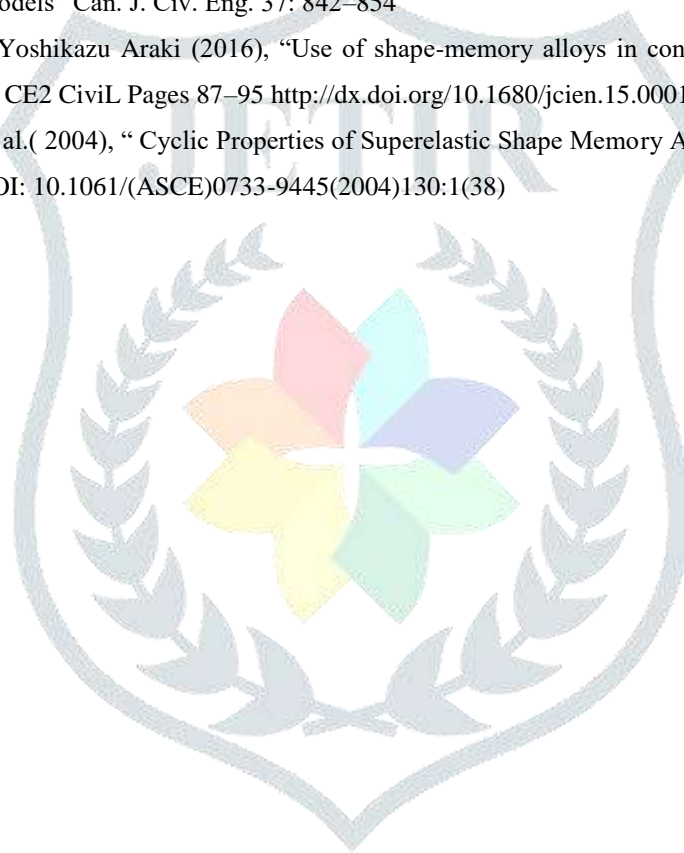 odels" Can. J. Civ. Eng. 37: 842–854
Yoshikazu Araki (2016), “Use of shape-memory alloys in con
CE2 CiviL Pages 87–95 http://dx.doi.org/10.1680/jcien.15.0001
al.( 2004), “ Cyclic Properties of Superelastic Shape Memory A
OI: 10.1061/(ASCE)0733-9445(2004)130:1(38)
JETIR